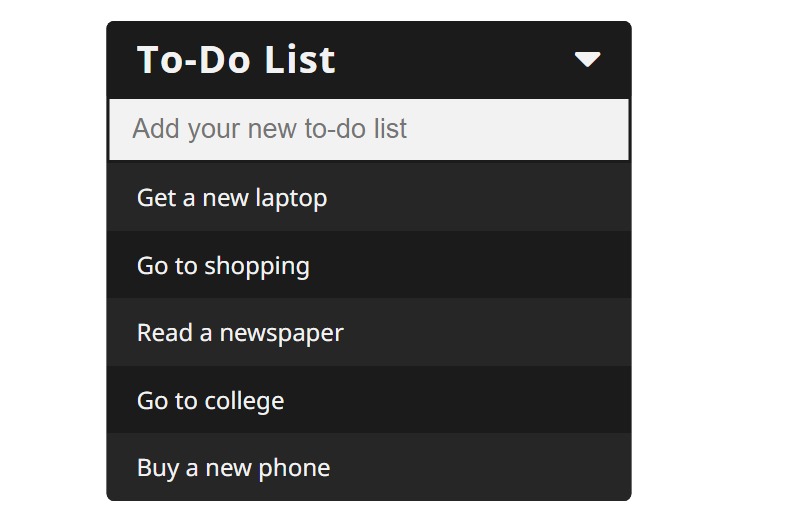 To-Do List
Add your new to-do list
Get a new laptop
Go to shopping
Read a newspaper
Go to college
Buy a new phone